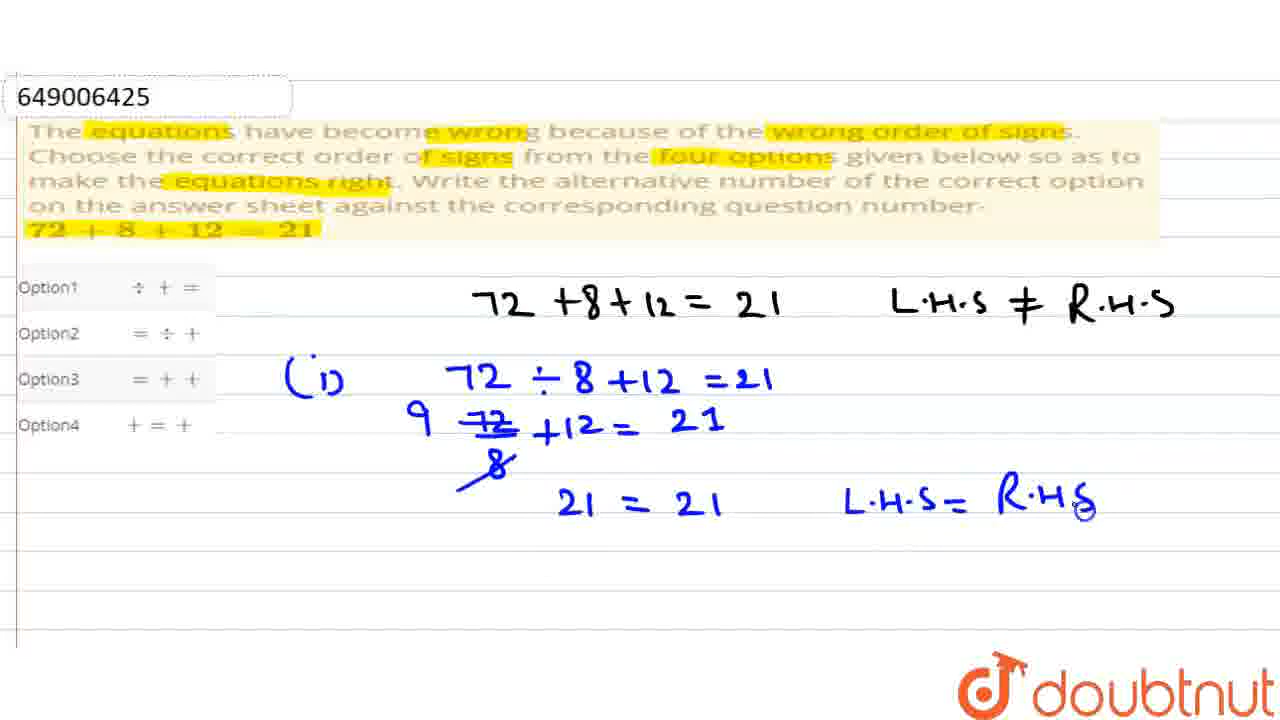 649006425
The equations have become wrong because of the wrong order of signs.
Choose the correct order of signs from the four options given below so as to
make the equations right. Write the alternative number of the correct option
on the answer sheet against the corresponding question number-
72 + 8 + 12 = 21
Option1 ÷ + =
Option2 = ÷ +
Option3 = + +
Option4 + = +
72 + 8 + 12 = 21 L.H.S ≠ R.H.S
(1) 72 ÷ 8 + 12 = 21
9 72/8 + 12 = 21
21 = 21 L.H.S = R.H.S
doubtnut